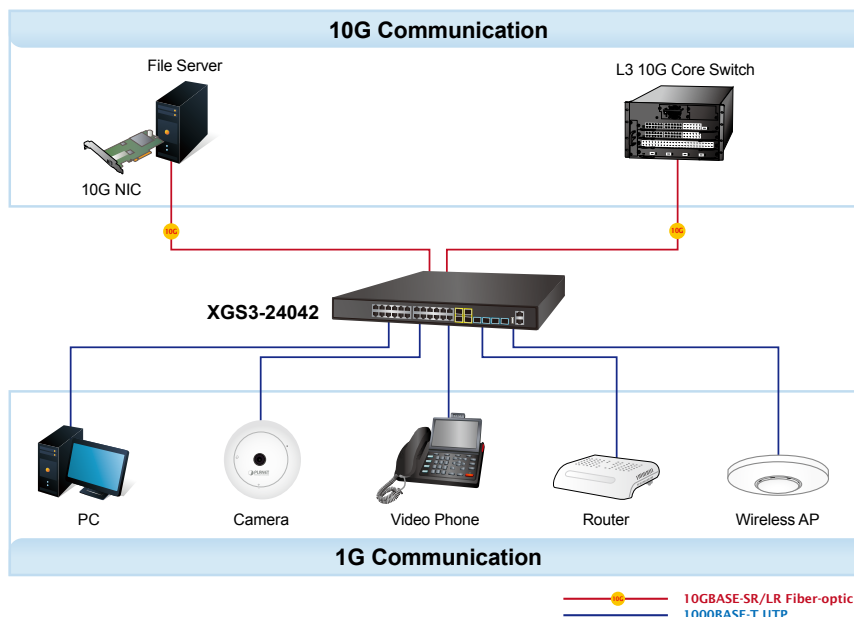 10G Communication
File Server
L3 10G Core Switch
10G NIC
10G
10G
XGS3-24042
PLANET
PC
Camera
Video Phone
Router
Wireless AP
1G Communication
10G
10GBASE-SR/LR Fiber-optic
1000BASE-T UTP